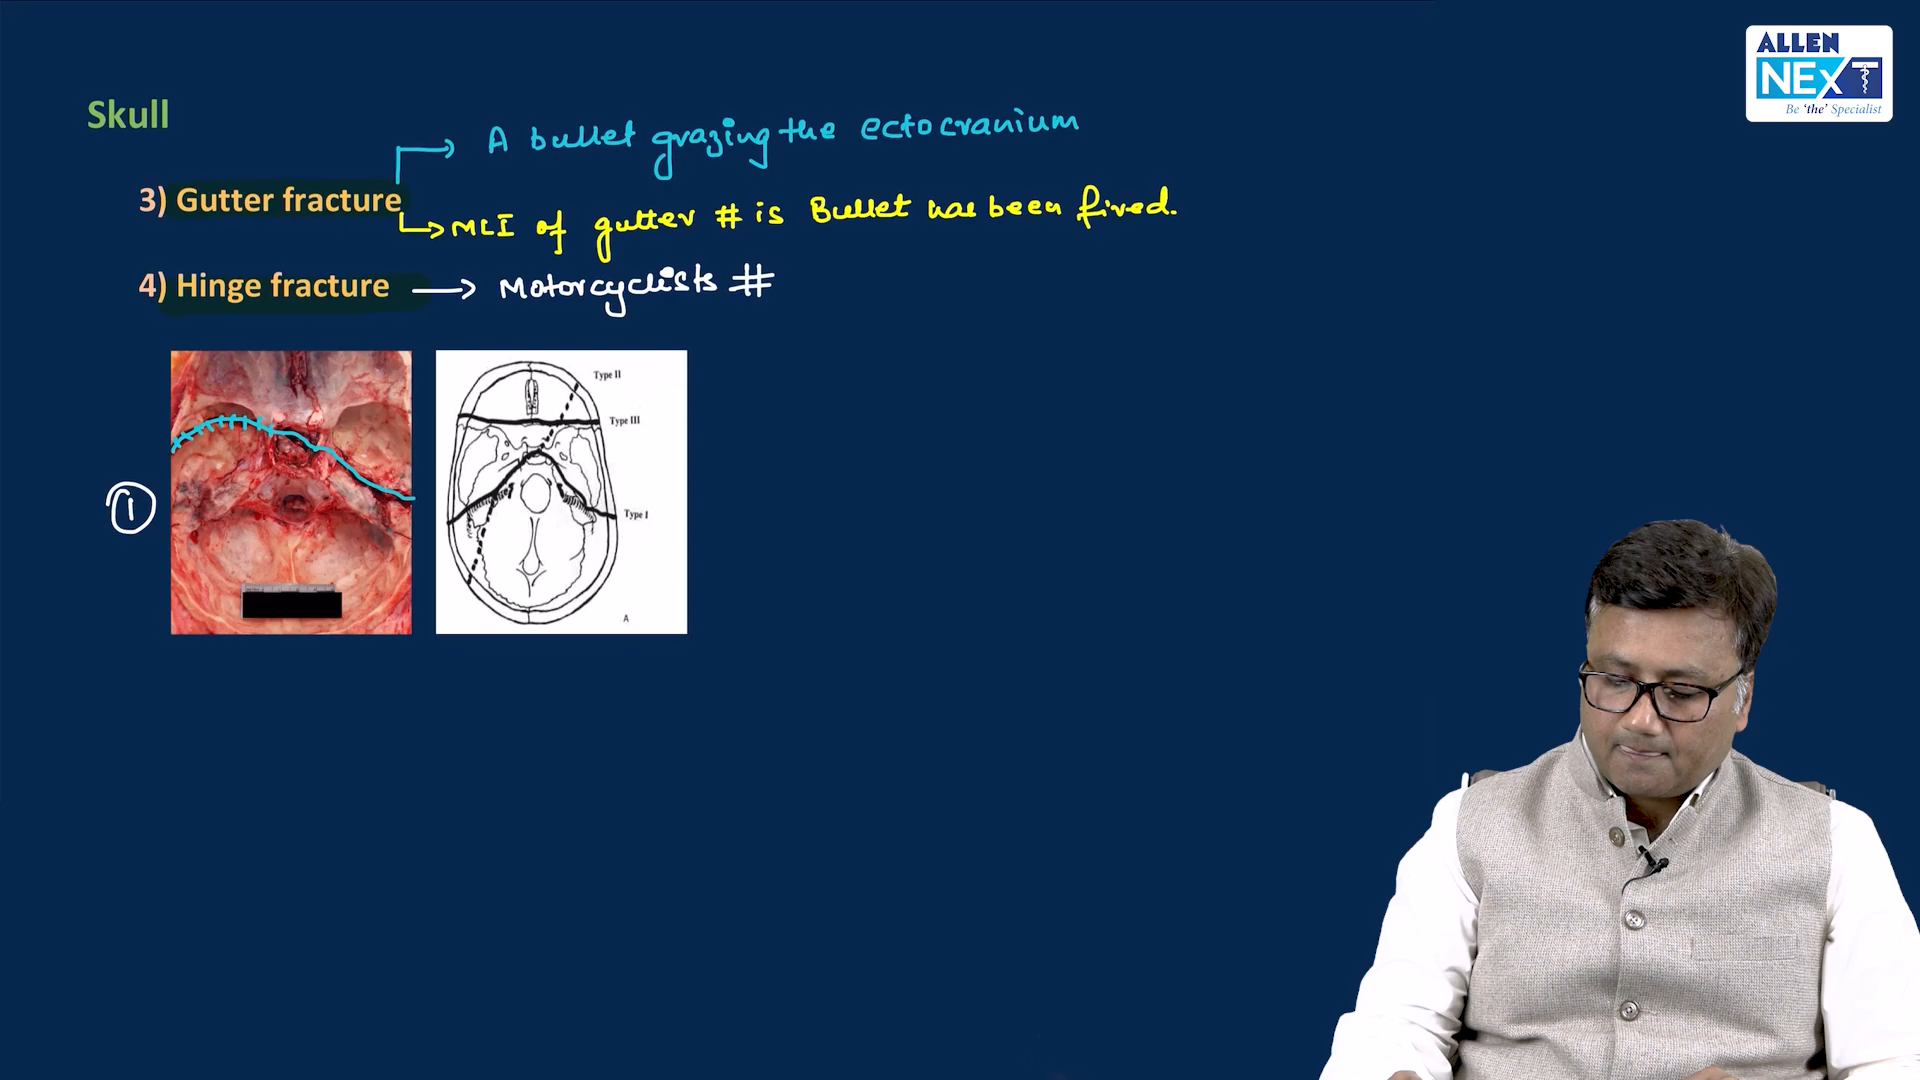 ALLEN
NEXT
Be 'the' Specialist
Skull
A bullet grazing the ectocranium
3) Gutter fracture
MLI of gutter # is Bullet has been fired.
4) Hinge fracture → Motorcyclists #
Type II
Type III
1
Type I
A